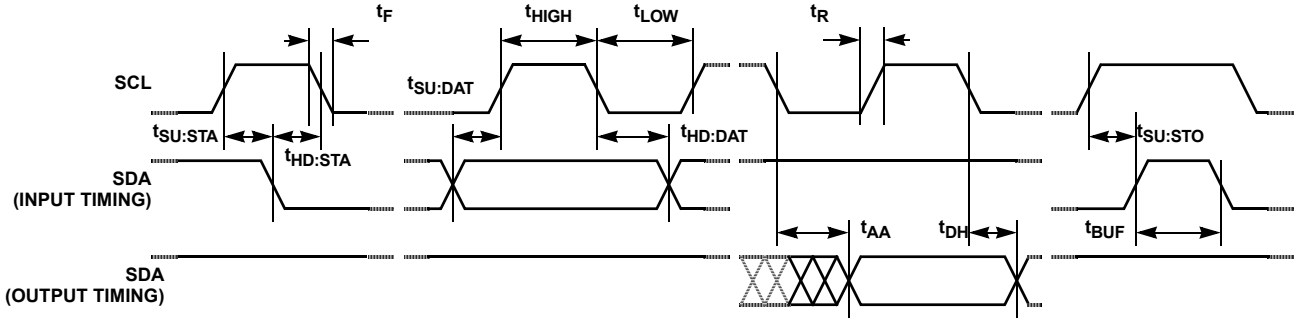 tF
tHIGH
tLOW
tR
SCL
tSU:DAT
tSU:STA
tHD:STA
tHD:DAT
tSU:STO
SDA
(INPUT TIMING)
tAA
tDH
tBUF
SDA
(OUTPUT TIMING)